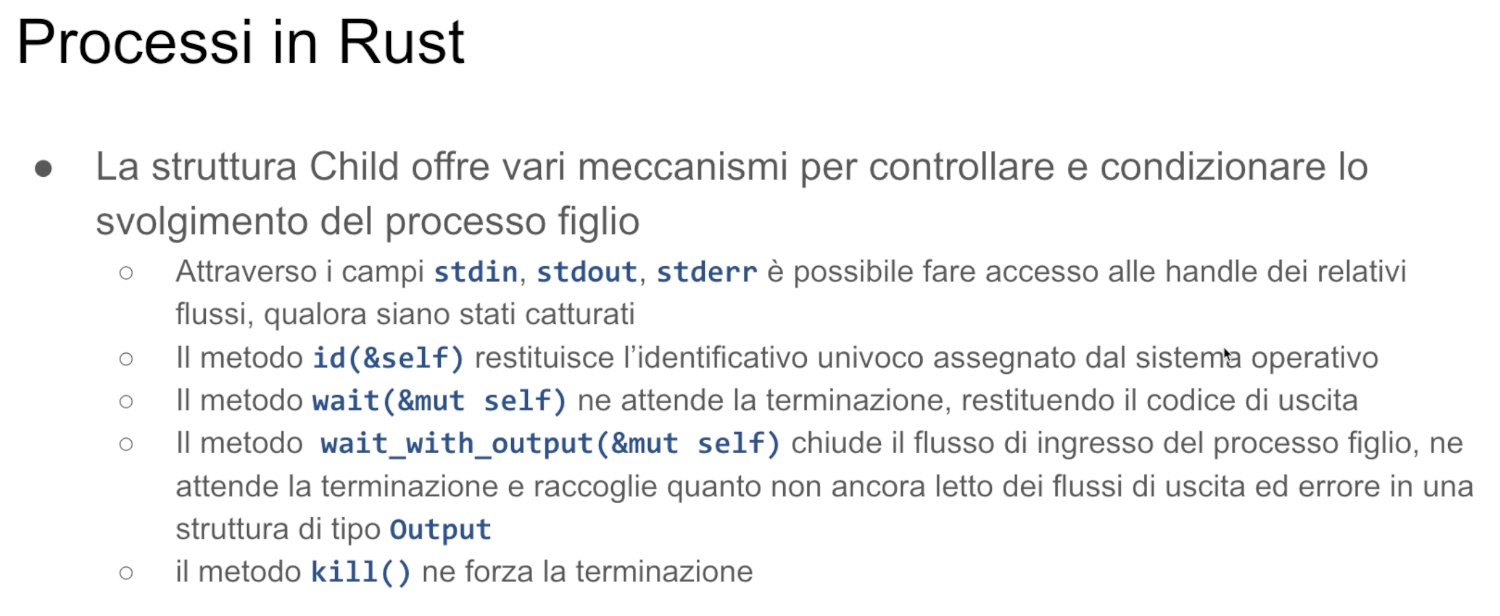 Processi in Rust
● La struttura Child offre vari meccanismi per controllare e condizionare lo
svolgimento del processo figlio
○ Attraverso i campi stdin, stdout, stderr è possibile fare accesso alle handle dei relativi
flussi, qualora siano stati catturati
○ Il metodo id(&self) restituisce l’identificativo univoco assegnato dal sistema operativo
○ Il metodo wait(&mut self) ne attende la terminazione, restituendo il codice di uscita
○ Il metodo wait_with_output(&mut self) chiude il flusso di ingresso del processo figlio, ne
attende la terminazione e raccoglie quanto non ancora letto dei flussi di uscita ed errore in una
struttura di tipo Output
○ il metodo kill() ne forza la terminazione